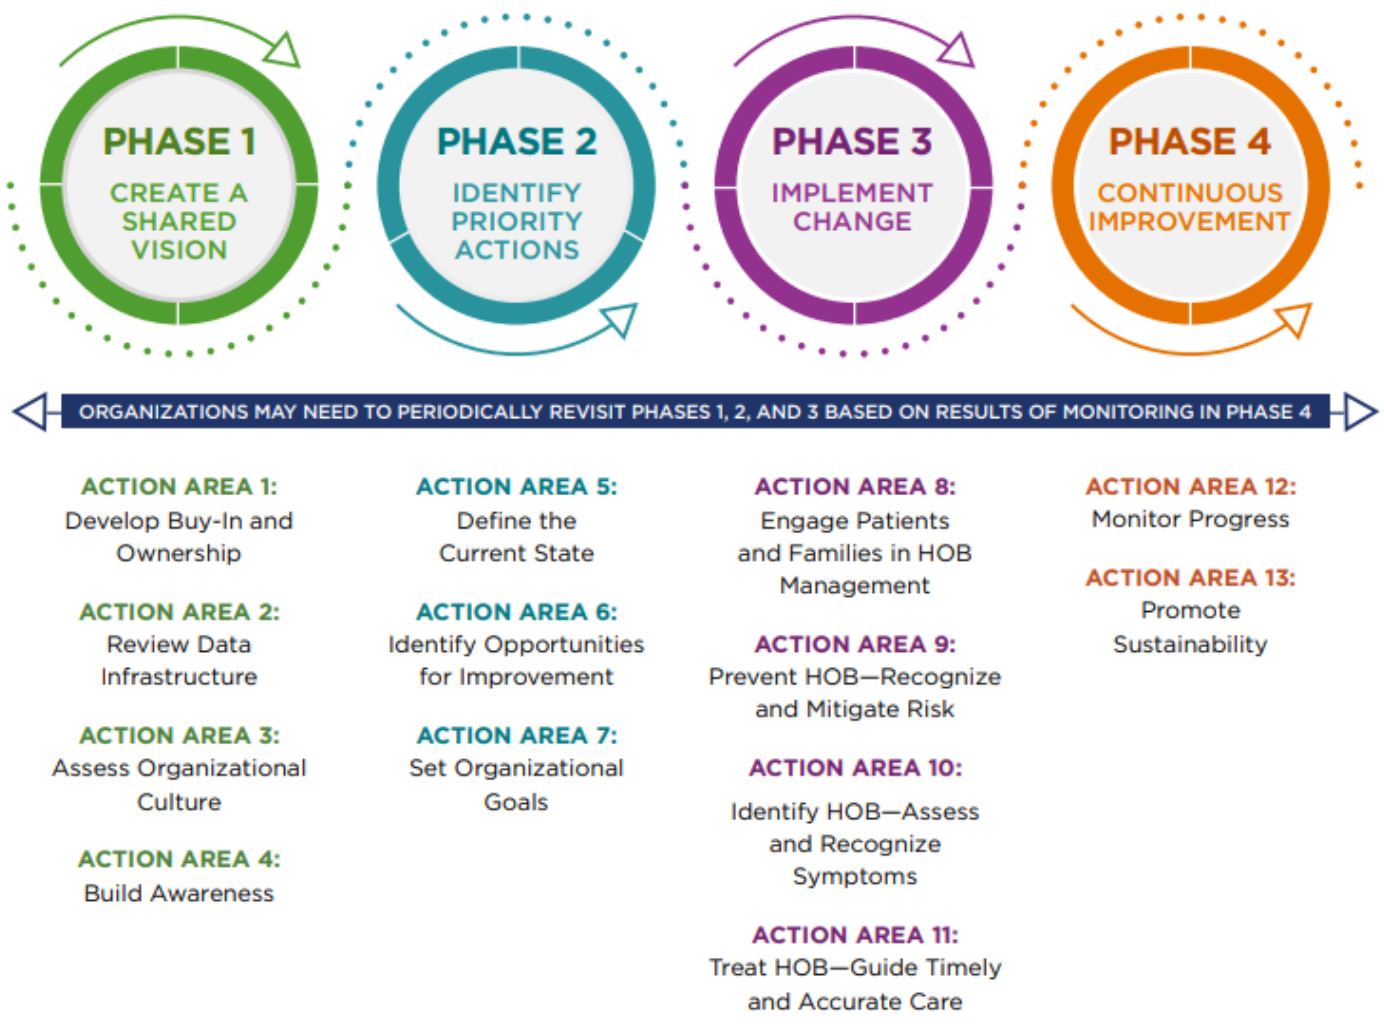 PHASE 1
CREATE A
SHARED
VISION
PHASE 2
IDENTIFY
PRIORITY
ACTIONS
PHASE 3
IMPLEMENT
CHANGE
PHASE 4
CONTINUOUS
IMPROVEMENT
ORGANIZATIONS MAY NEED TO PERIODICALLY REVISIT PHASES 1, 2, AND 3 BASED ON RESULTS OF MONITORING IN PHASE 4
ACTION AREA 1:
Develop Buy-In and
Ownership
ACTION AREA 2:
Review Data
Infrastructure
ACTION AREA 3:
Assess Organizational
Culture
ACTION AREA 4:
Build Awareness
ACTION AREA 5:
Define the
Current State
ACTION AREA 6:
Identify Opportunities
for Improvement
ACTION AREA 7:
Set Organizational
Goals
ACTION AREA 8:
Engage Patients
and Families in HOB
Management
ACTION AREA 9:
Prevent HOB—Recognize
and Mitigate Risk
ACTION AREA 10:
Identify HOB—Assess
and Recognize
Symptoms
ACTION AREA 11:
Treat HOB—Guide Timely
and Accurate Care
ACTION AREA 12:
Monitor Progress
ACTION AREA 13:
Promote
Sustainability